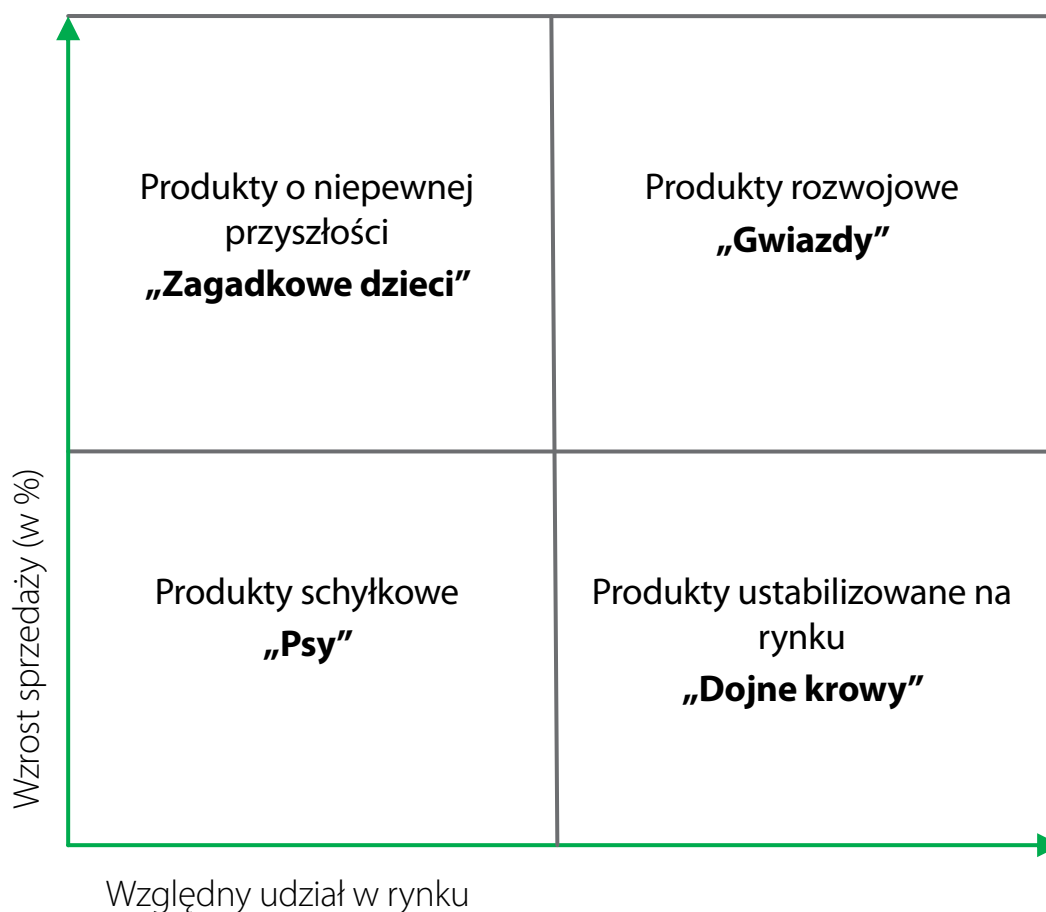 Produkty o niepewnej
przyszłości
„Zagadkowe dzieci”
Produkty rozwojowe
„Gwiazdy”
Wzrost sprzedaży (w %)
Produkty schyłkowe
„Psy”
Produkty ustabilizowane na
rynku
„Dojne krowy”
Względny udział w rynku